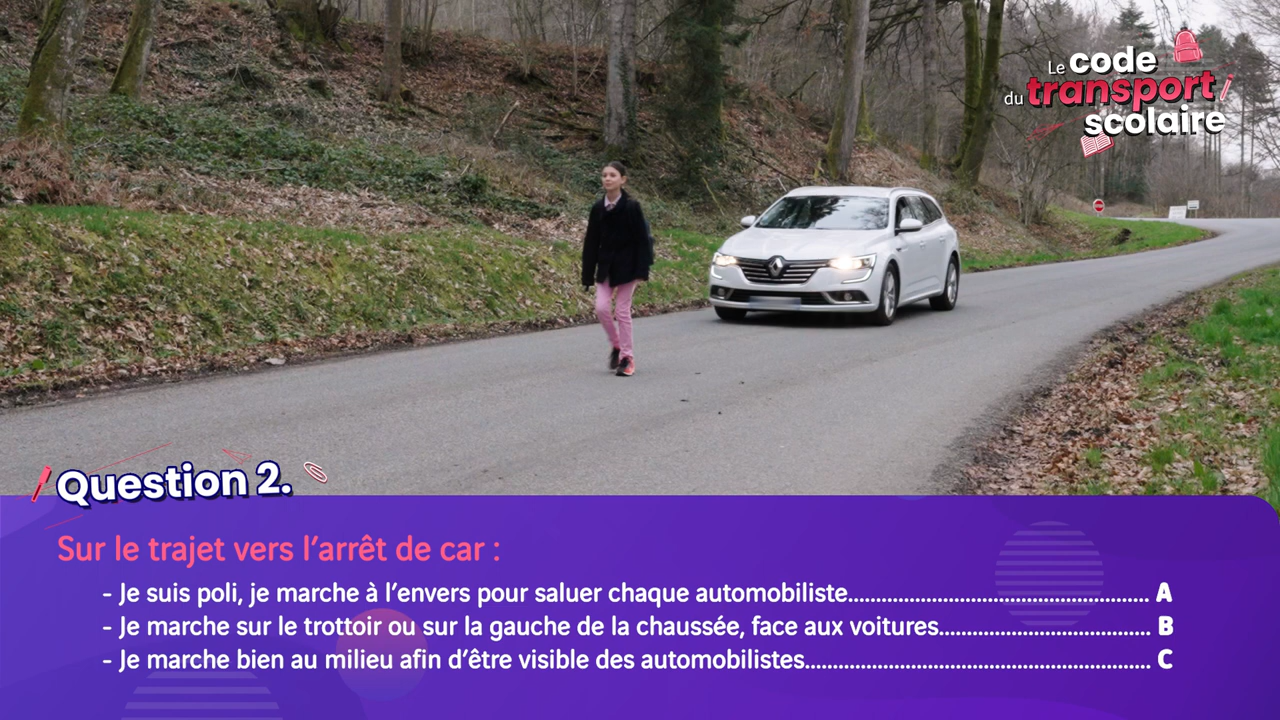 Le code
du transport
scolaire
Question 2.
Sur le trajet vers l'arrêt de car :
- Je suis poli, je marche à l'envers pour saluer chaque automobiliste.......................................................... A
- Je marche sur le trottoir ou sur la gauche de la chaussée, face aux voitures......................................... B
- Je marche bien au milieu afin d'être visible des automobilistes.................................................................. C